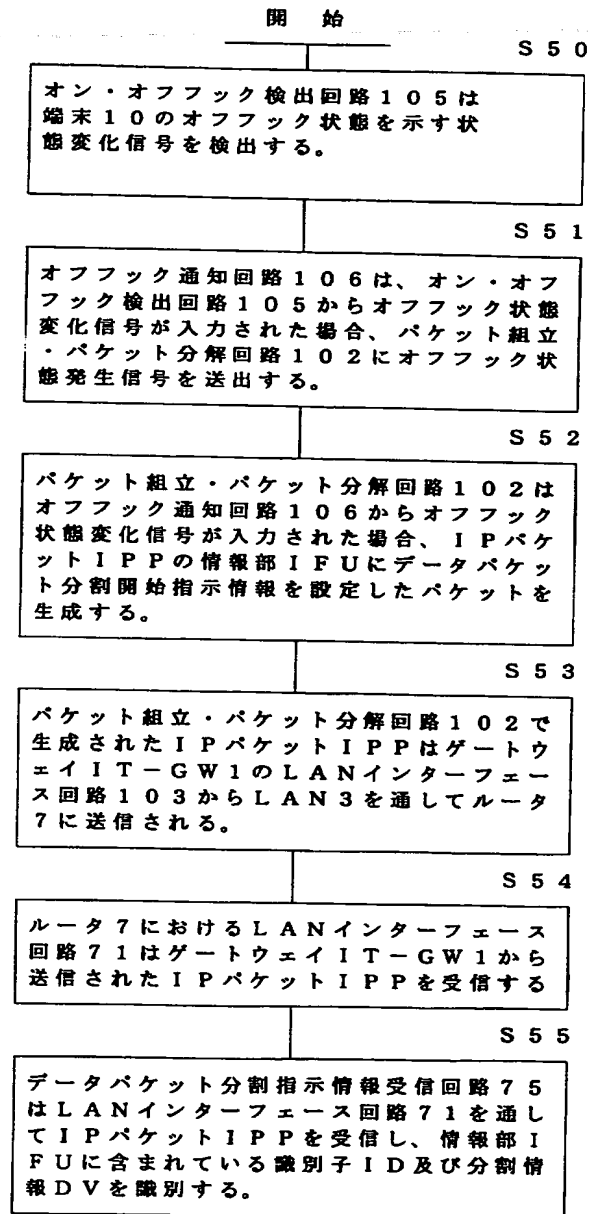 開 始
S50
オン・オフフック検出回路105は
端末10のオフフック状態を示す状
態変化信号を検出する。
S51
オフフック通知回路106は、オン・オフ
フック検出回路105からオフフック状態
変化信号が入力された場合、パケット組立
・パケット分解回路102にオフフック状
態発生信号を送出する。
S52
パケット組立・パケット分解回路102は
オフフック通知回路106からオフフック
状態変化信号が入力された場合、IPパケ
ットIPPの情報部IFUにデータパケッ
ト分割開始指示情報を設定したパケットを
生成する。
S53
パケット組立・パケット分解回路102で
生成されたIPパケットIPPはゲートウ
ェイIT-GW1のLANインターフェー
ス回路103からLAN3を通してルータ
7に送信される。
S54
ルータ7におけるLANインターフェース
回路71はゲートウェイIT-GW1から
送信されたIPパケットIPPを受信する
S55
データパケット分割指示情報受信回路75
はLANインターフェース回路71を通し
てIPパケットIPPを受信し、情報部I
FUに含まれている識別子ID及び分割情
報DVを識別する。